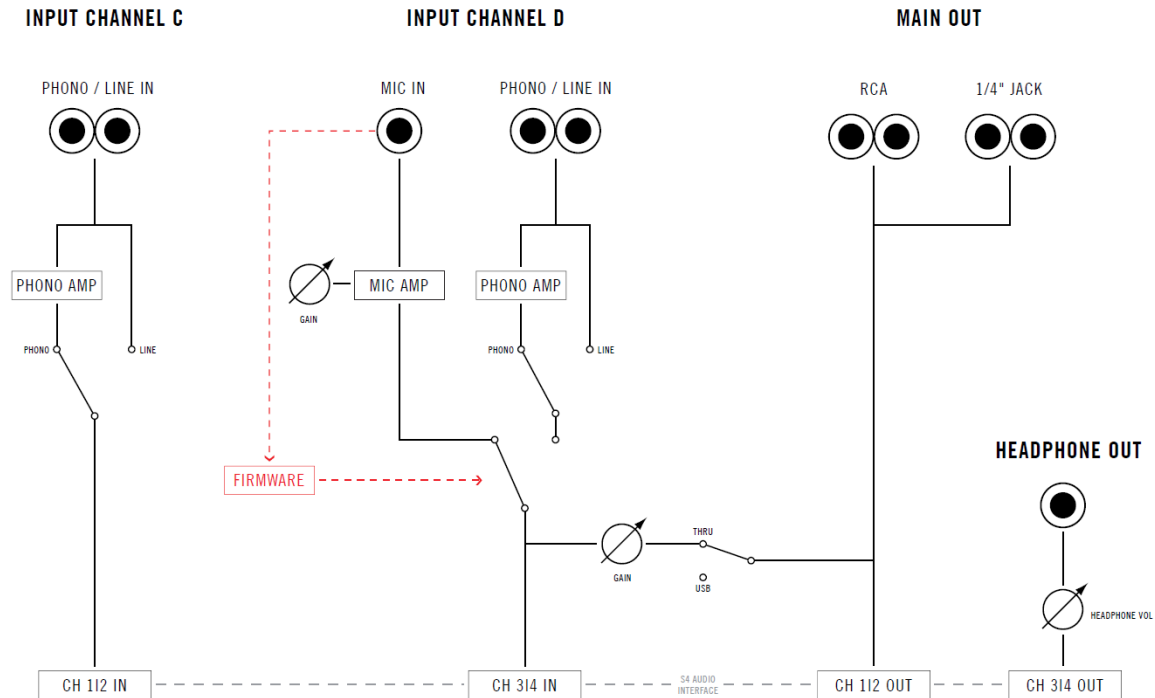 INPUT CHANNEL C
INPUT CHANNEL D
MAIN OUT
PHONO / LINE IN
MIC IN
PHONO / LINE IN
RCA
1/4" JACK
PHONO AMP
MIC AMP
PHONO AMP
GAIN
PHONO
LINE
PHONO
LINE
HEADPHONE OUT
FIRMWARE
THRU
GAIN
USB
HEADPHONE VOL
CH 1|2 IN
CH 3|4 IN
S4 AUDIO
INTERFACE
CH 1|2 OUT
CH 3|4 OUT